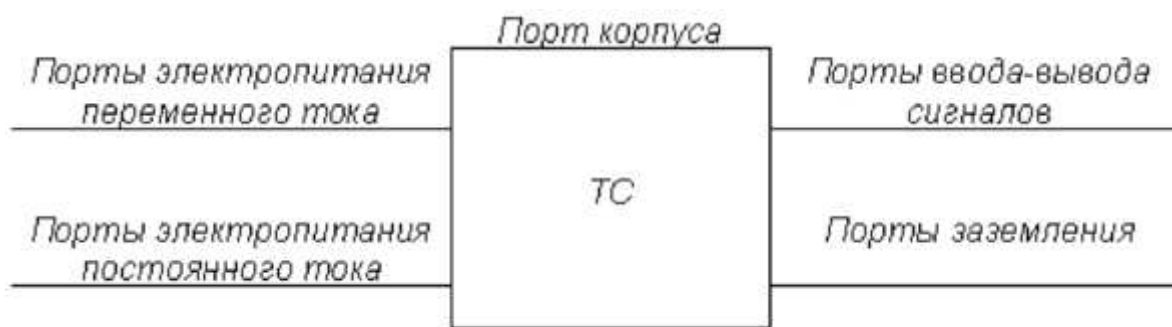 Порт корпуса
Порты электропитания
переменного тока
Порты ввода-вывода
сигналов
ТС
Порты электропитания
постоянного тока
Порты заземления